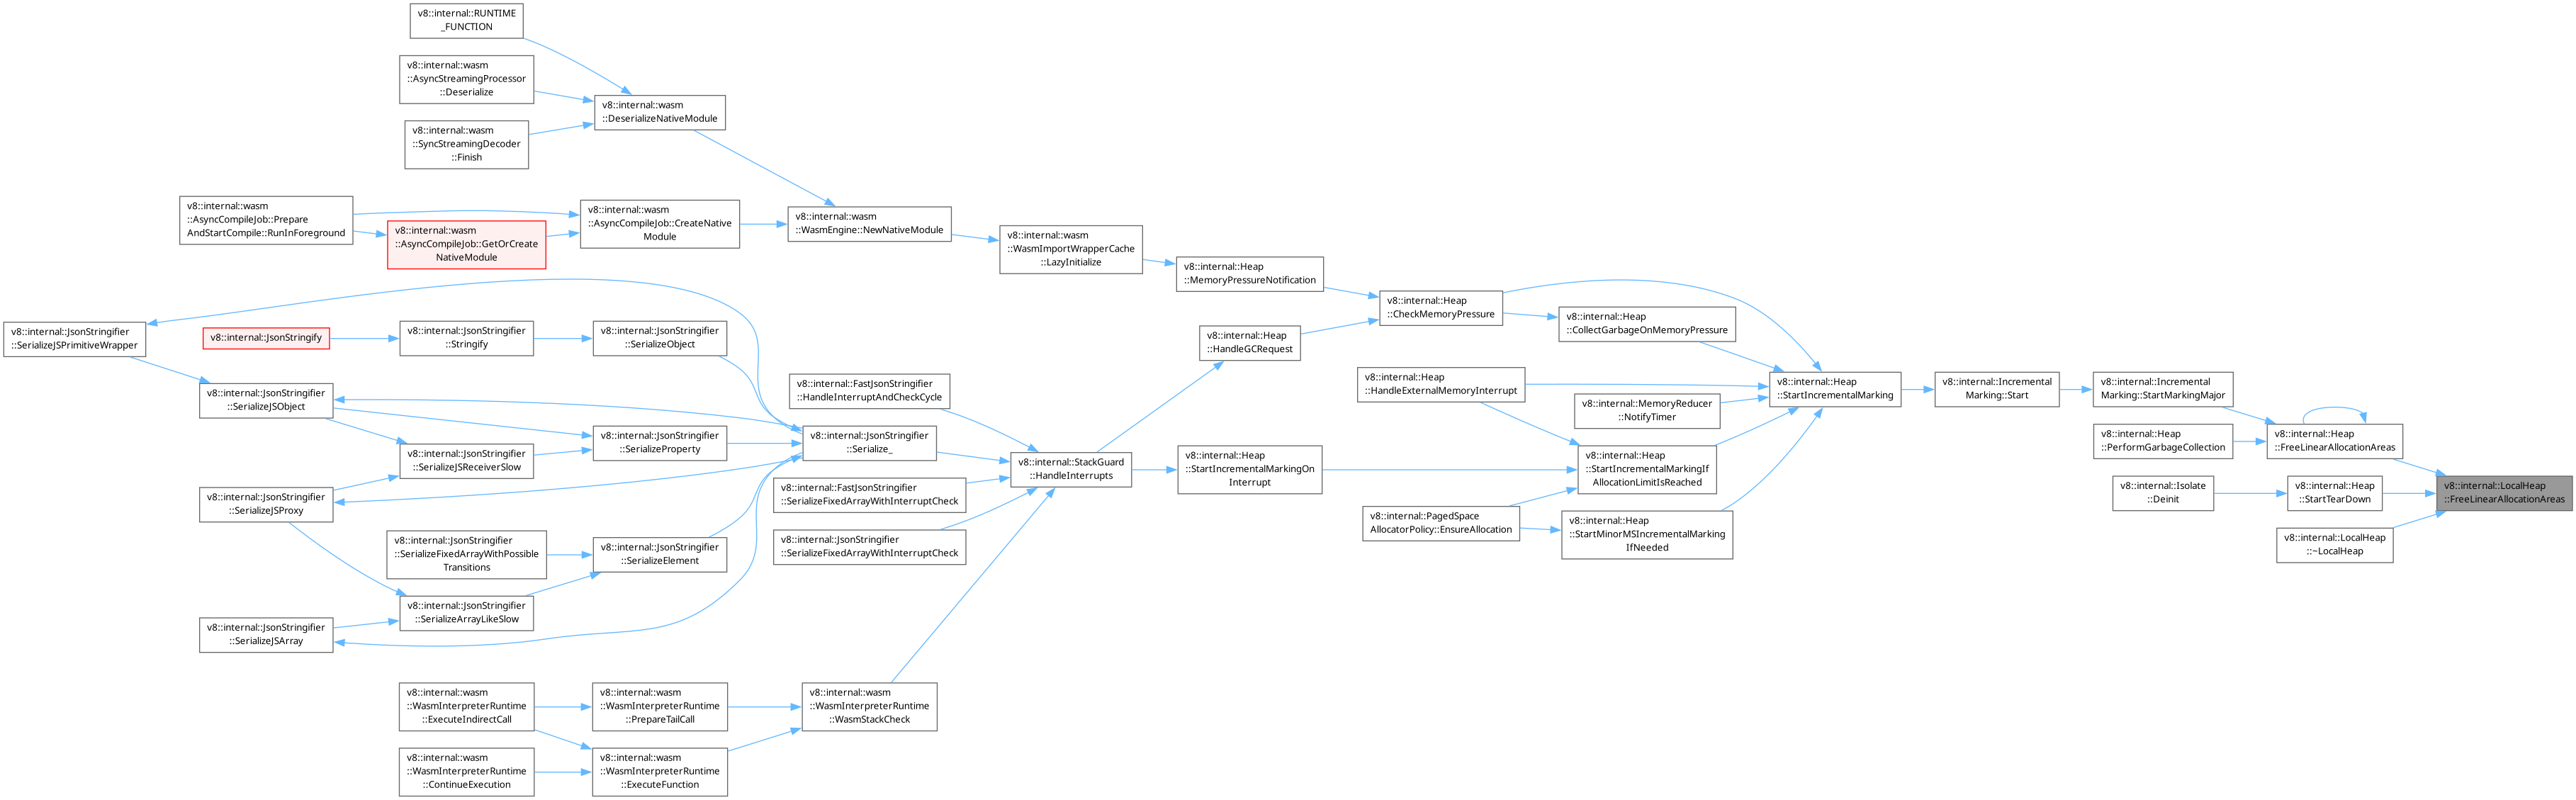 v8::internal::RUNTIME
_FUNCTION
v8::internal::wasm
::AsyncStreamingProcessor
::Deserialize
v8::internal::wasm
::SyncStreamingDecoder
::Finish
v8::internal::wasm
::DeserializeNativeModule
v8::internal::wasm
::AsyncCompileJob::Prepare
AndStartCompile::RunInForeground
v8::internal::wasm
::AsyncCompileJob::GetOrCreate
NativeModule
v8::internal::wasm
::AsyncCompileJob::CreateNative
Module
v8::internal::wasm
::WasmEngine::NewNativeModule
v8::internal::wasm
::WasmImportWrapperCache
::LazyInitialize
v8::internal::Heap
::MemoryPressureNotification
v8::internal::Heap
::CheckMemoryPressure
v8::internal::Heap
::CollectGarbageOnMemoryPressure
v8::internal::Heap
::HandleGCRequest
v8::internal::JsonStringifier
::SerializeJSPrimitiveWrapper
v8::internal::JsonStringify
v8::internal::JsonStringifier
::Stringify
v8::internal::JsonStringifier
::SerializeObject
v8::internal::JsonStringifier
::SerializeJSObject
v8::internal::JsonStringifier
::SerializeJSReceiverSlow
v8::internal::JsonStringifier
::SerializeProperty
v8::internal::FastJsonStringifier
::HandleInterruptAndCheckCycle
v8::internal::JsonStringifier
::Serialize_
v8::internal::FastJsonStringifier
::SerializeFixedArrayWithInterruptCheck
v8::internal::JsonStringifier
::SerializeFixedArrayWithInterruptCheck
v8::internal::StackGuard
::HandleInterrupts
v8::internal::Heap
::StartIncrementalMarkingOn
Interrupt
v8::internal::Heap
::HandleExternalMemoryInterrupt
v8::internal::MemoryReducer
::NotifyTimer
v8::internal::Heap
::StartIncrementalMarkingIf
AllocationLimitIsReached
v8::internal::PagedSpace
AllocatorPolicy::EnsureAllocation
v8::internal::Heap
::StartMinorMSIncrementalMarking
IfNeeded
v8::internal::Heap
::StartIncrementalMarking
v8::internal::Incremental
Marking::Start
v8::internal::Incremental
Marking::StartMarkingMajor
v8::internal::Heap
::PerformGarbageCollection
v8::internal::Heap
::FreeLinearAllocationAreas
v8::internal::Isolate
::Deinit
v8::internal::Heap
::StartTearDown
v8::internal::LocalHeap
::~LocalHeap
v8::internal::LocalHeap
::FreeLinearAllocationAreas
v8::internal::JsonStringifier
::SerializeJSProxy
v8::internal::JsonStringifier
::SerializeFixedArrayWithPossible
Transitions
v8::internal::JsonStringifier
::SerializeElement
v8::internal::JsonStringifier
::SerializeArrayLikeSlow
v8::internal::JsonStringifier
::SerializeJSArray
v8::internal::wasm
::WasmInterpreterRuntime
::ExecuteIndirectCall
v8::internal::wasm
::WasmInterpreterRuntime
::PrepareTailCall
v8::internal::wasm
::WasmInterpreterRuntime
::WasmStackCheck
v8::internal::wasm
::WasmInterpreterRuntime
::ContinueExecution
v8::internal::wasm
::WasmInterpreterRuntime
::ExecuteFunction